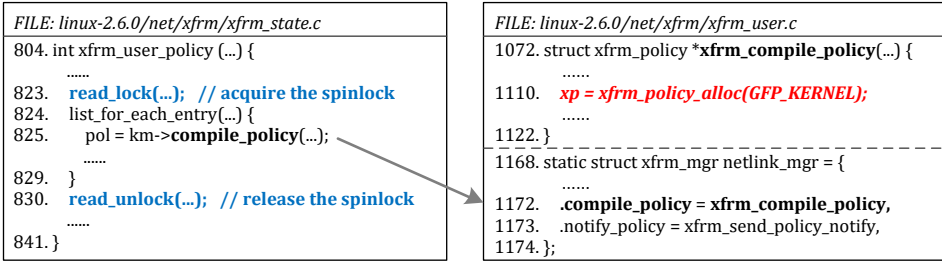 FILE: linux-2.6.0/net/xfrm/xfrm_state.c
804. int xfrm_user_policy (...) {
......
823. read_lock(...); // acquire the spinlock
824. list_for_each_entry(...) {
825. pol = km->compile_policy(...);
......
829. }
830. read_unlock(...); // release the spinlock
......
841. }
FILE: linux-2.6.0/net/xfrm/xfrm_user.c
1072. struct xfrm_policy *xfrm_compile_policy(...) {
......
1110. xp = xfrm_policy_alloc(GFP_KERNEL);
......
1122. }
1168. static struct xfrm_mgr netlink_mgr = {
......
1172. .compile_policy = xfrm_compile_policy,
1173. .notify_policy = xfrm_send_policy_notify,
1174. };